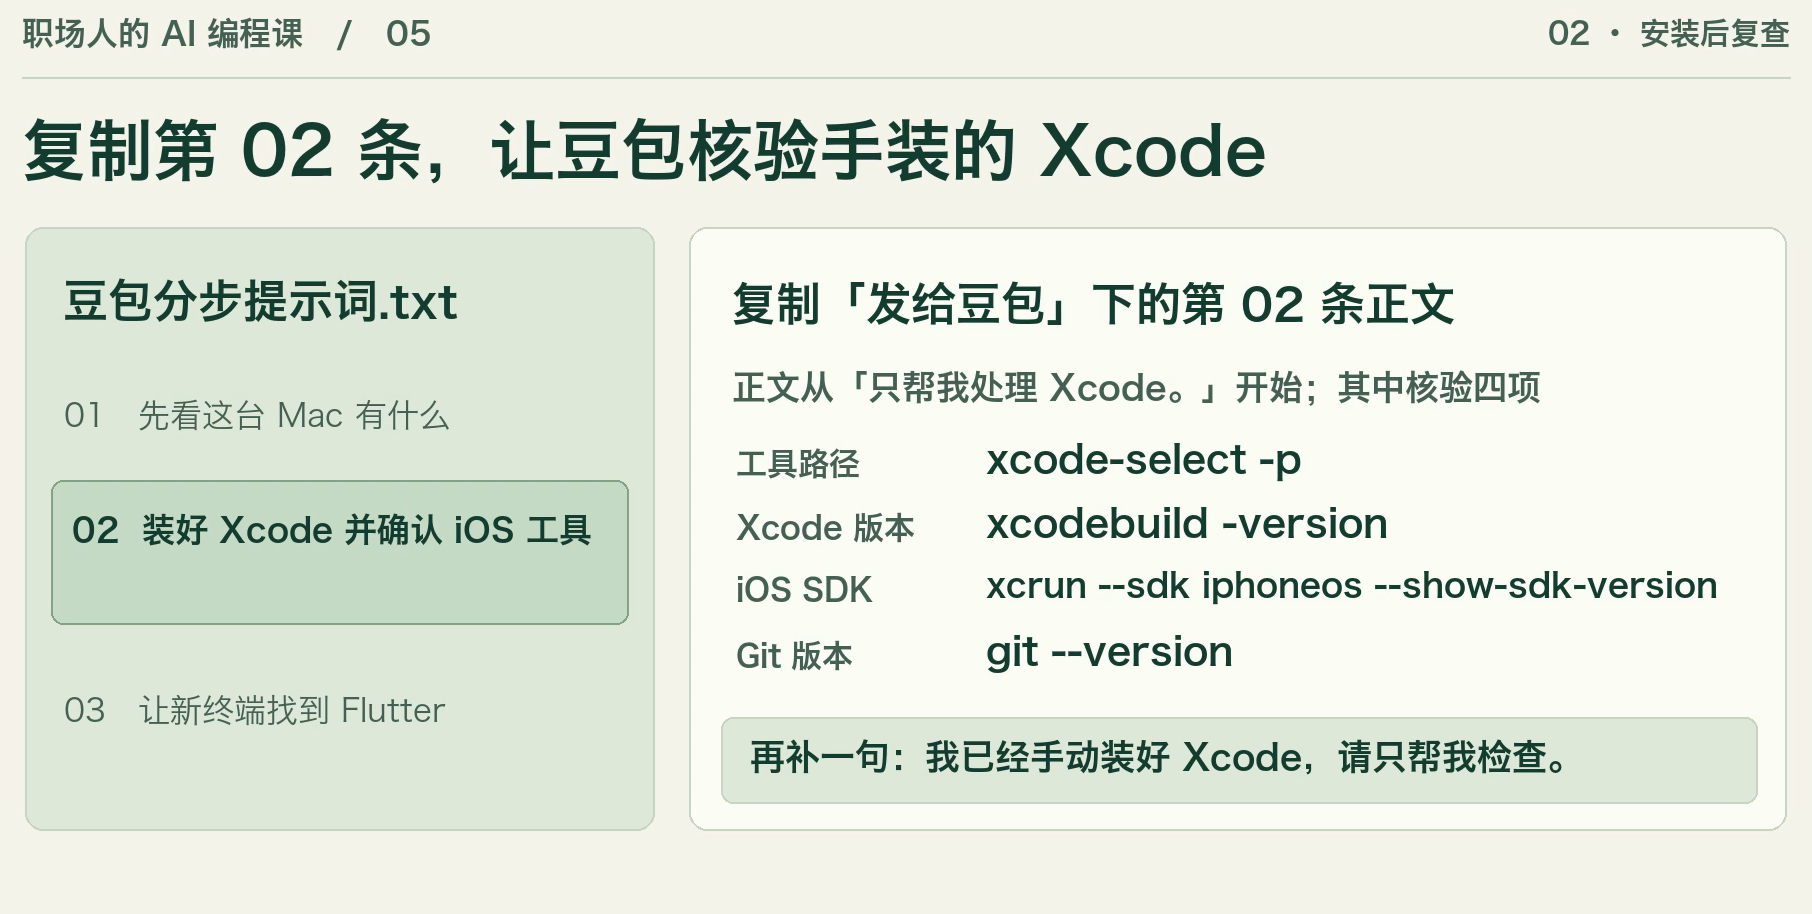 职场人的 AI 编程课 / 05
02 · 安装后复查
复制第 02 条，让豆包核验手装的 Xcode
豆包分步提示词.txt
01 先看这台 Mac 有什么
02 装好 Xcode 并确认 iOS 工具
03 让新终端找到 Flutter
复制「发给豆包」下的第 02 条正文
正文从「只帮我处理 Xcode。」开始；其中核验四项
工具路径 xcode-select -p
Xcode 版本 xcodebuild -version
iOS SDK xcrun --sdk iphoneos --show-sdk-version
Git 版本 git --version
再补一句：我已经手动装好 Xcode，请只帮我检查。